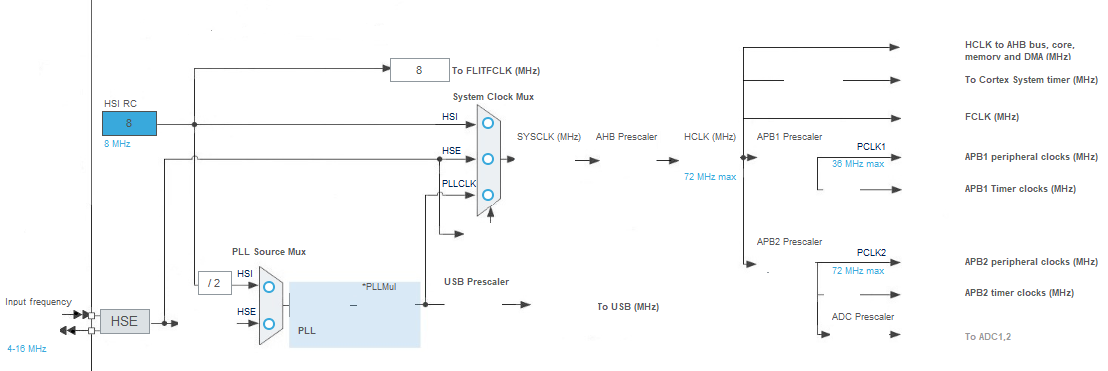 HCLK to AHB bus, core,
memory and DMA (MHz)
8
To FLITFCLK (MHz)
To Cortex System timer (MHz)
System Clock Mux
HSI RC
HSI
FCLK (MHz)
8
8 MHz
SYSCLK (MHz)
AHB Prescaler
HCLK (MHz)
APB1 Prescaler
HSE
PCLK1
36 MHz max
APB1 peripheral clocks (MHz)
72 MHz max
PLLCLK
APB1 Timer clocks (MHz)
APB2 Prescaler
PLL Source Mux
PCLK2
72 MHz max
APB2 peripheral clocks (MHz)
HSI
/ 2
*PLLMul
USB Prescaler
APB2 timer clocks (MHz)
Input frequency
To USB (MHz)
HSE
HSE
ADC Prescaler
PLL
To ADC1,2
4-16 MHz